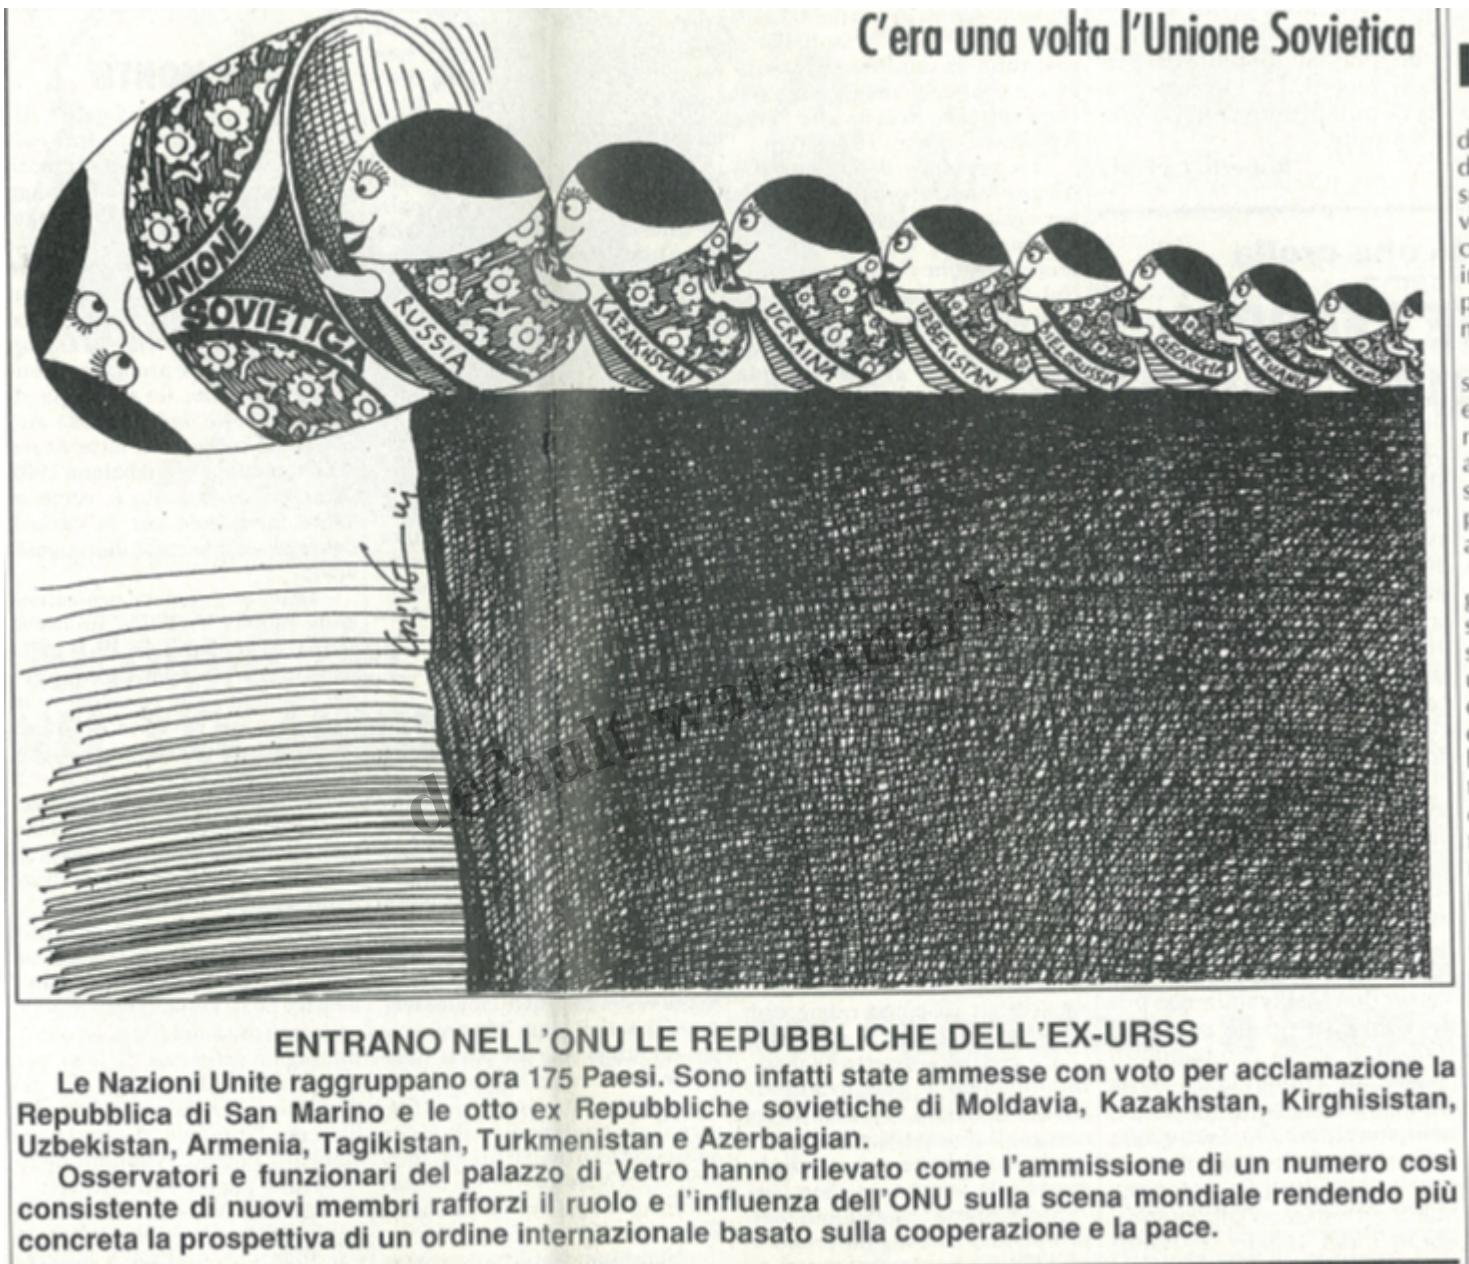 C'era una volta l'Unione Sovietica
UNIONE
SOVIETICA
RUSSIA
KAZAKHSTAN
UCRAINA
UZBEKISTAN
BIELORUSSIA
GEORGIA
LITUANIA
default watermark
ENTRANO NELL'ONU LE REPUBBLICHE DELL'EX-URSS
Le Nazioni Unite raggruppano ora 175 Paesi. Sono infatti state ammesse con voto per acclamazione la
Repubblica di San Marino e le otto ex Repubbliche sovietiche di Moldavia, Kazakhstan, Kirghisistan,
Uzbekistan, Armenia, Tagikistan, Turkmenistan e Azerbaigian.
Osservatori e funzionari del palazzo di Vetro hanno rilevato come l'ammissione di un numero così
consistente di nuovi membri rafforzi il ruolo e l'influenza dell'ONU sulla scena mondiale rendendo più
concreta la prospettiva di un ordine internazionale basato sulla cooperazione e la pace.